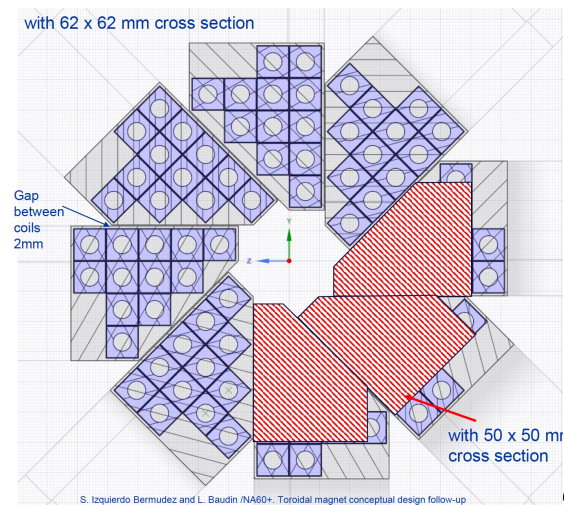 with 62 x 62 mm cross section
Gap
between
coils
2mm
Y
Z
with 50 x 50 mm
cross section
S. Izquierdo Bermudez and L. Baudin /NA60+. Toroidal magnet conceptual design follow-up